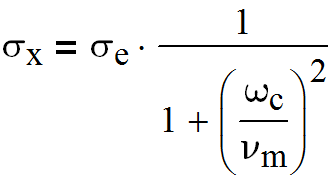 σx = σe · 1 / (1 + (ωc / νm)^2)